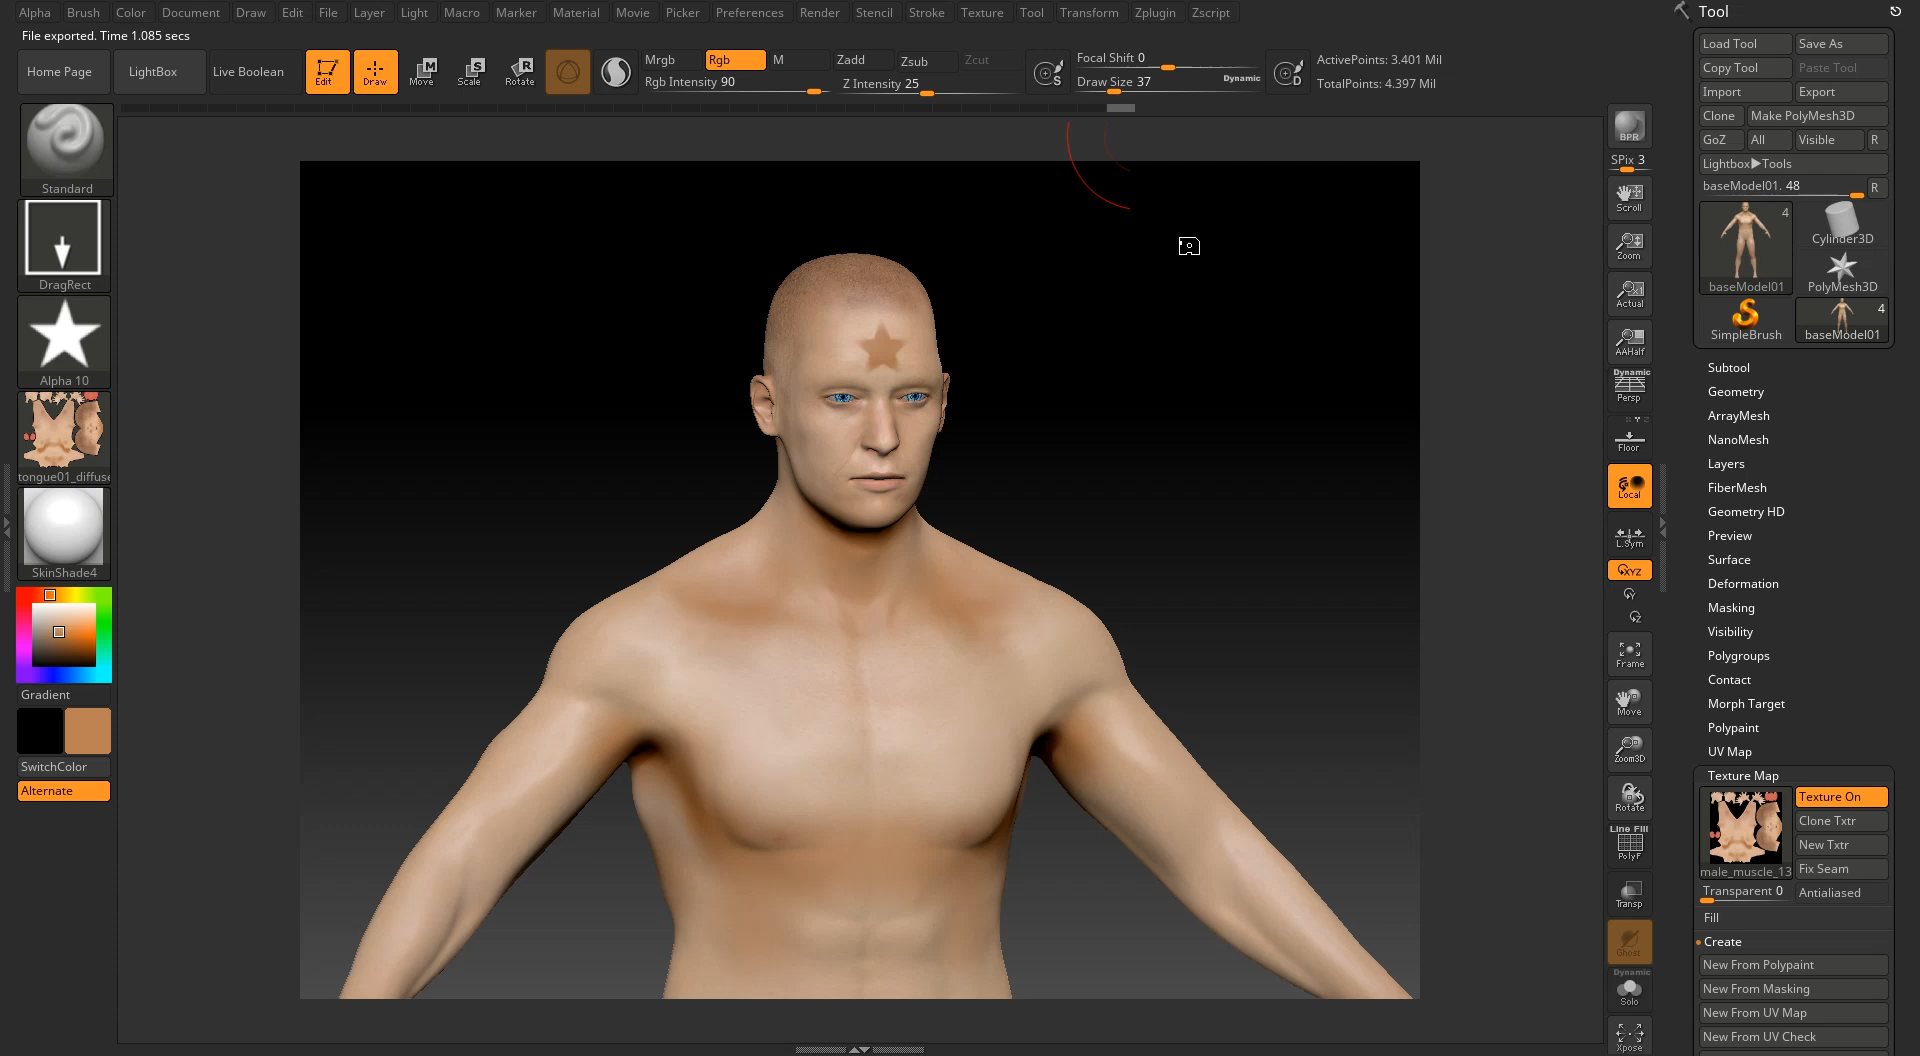 Alpha Brush Color Document Draw Edit File Layer Light Macro Marker Material Movie Picker Preferences Render Stencil Stroke Texture Tool Transform Zplugin Zscript
File exported. Time 1.085 secs
Home Page LightBox Live Boolean
Edit Draw Move Scale Rotate
M S R
Mrgb Rgb M
Rgb Intensity 90
Zadd Zsub Zcut
Z Intensity 25
S
Focal Shift 0
Draw Size 37 Dynamic
D
ActivePoints: 3.401 Mil
TotalPoints: 4.397 Mil
Standard
DragRect
Alpha 10
tongue01_diffuse
SkinShade4
Gradient
SwitchColor
Alternate
BPR
SPix 3
Scroll
Zoom
Actual
AAHalf
Dynamic
Persp
Floor
Local
L.Sym
XYZ
Y
Z
Frame
Move
Zoom3D
Rotate
Line Fill
PolyF
Transp
Ghost
Dynamic
Solo
Xpose
Tool
Load Tool Save As
Copy Tool Paste Tool
Import Export
Clone Make PolyMesh3D
GoZ All Visible R
Lightbox▶Tools
baseModel01. 48 R
4
baseModel01
Cylinder3D
PolyMesh3D
SimpleBrush
4
baseModel01
Subtool
Geometry
ArrayMesh
NanoMesh
Layers
FiberMesh
Geometry HD
Preview
Surface
Deformation
Masking
Visibility
Polygroups
Contact
Morph Target
Polypaint
UV Map
Texture Map
Texture On
Clone Txtr
New Txtr
Fix Seam
male_muscle_13
Transparent 0 Antialiased
Fill
Create
New From Polypaint
New From Masking
New From UV Map
New From UV Check